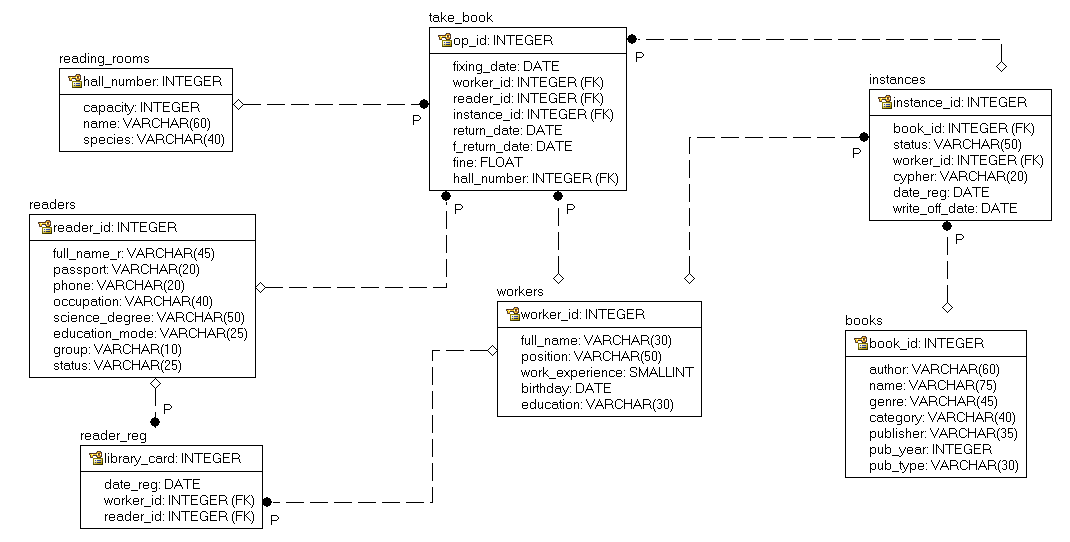 take_book
op_id: INTEGER
fixing_date: DATE
worker_id: INTEGER (FK)
reader_id: INTEGER (FK)
instance_id: INTEGER (FK)
return_date: DATE
f_return_date: DATE
fine: FLOAT
hall_number: INTEGER (FK)
P
P
P
P
reading_rooms
hall_number: INTEGER
capacity: INTEGER
name: VARCHAR(60)
species: VARCHAR(40)
instances
instance_id: INTEGER
book_id: INTEGER (FK)
status: VARCHAR(50)
worker_id: INTEGER (FK)
cypher: VARCHAR(20)
date_reg: DATE
write_off_date: DATE
P
P
readers
reader_id: INTEGER
full_name_r: VARCHAR(45)
passport: VARCHAR(20)
phone: VARCHAR(20)
occupation: VARCHAR(40)
science_degree: VARCHAR(50)
education_mode: VARCHAR(25)
group: VARCHAR(10)
status: VARCHAR(25)
P
workers
worker_id: INTEGER
full_name: VARCHAR(30)
position: VARCHAR(50)
work_experience: SMALLINT
birthday: DATE
education: VARCHAR(30)
books
book_id: INTEGER
author: VARCHAR(60)
name: VARCHAR(75)
genre: VARCHAR(45)
category: VARCHAR(40)
publisher: VARCHAR(35)
pub_year: INTEGER
pub_type: VARCHAR(30)
reader_reg
library_card: INTEGER
date_reg: DATE
worker_id: INTEGER (FK)
reader_id: INTEGER (FK)
P